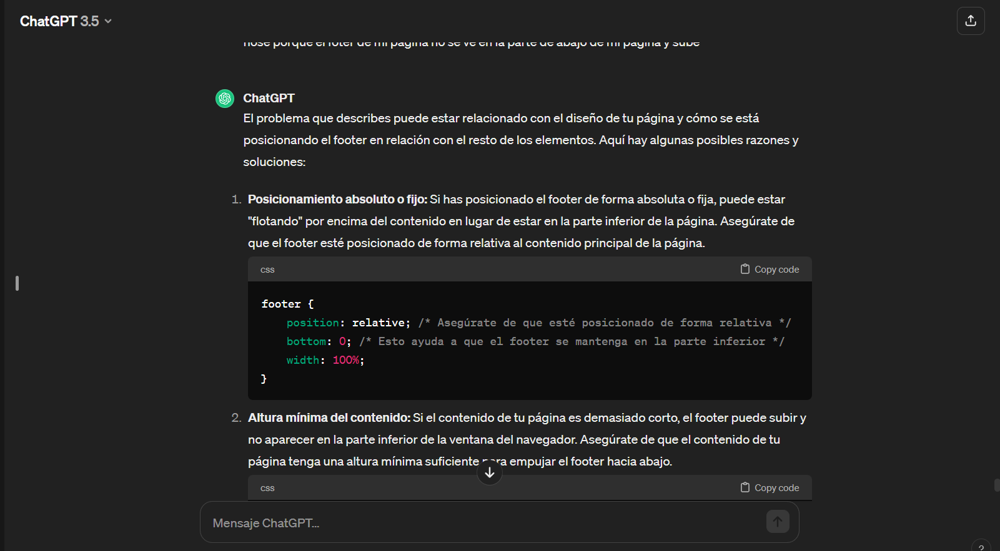 ChatGPT 3.5
nose porque el foter de mi pagina no se ve en la parte de abajo de mi pagina y sube
ChatGPT
El problema que describes puede estar relacionado con el diseño de tu página y cómo se está
posicionando el footer en relación con el resto de los elementos. Aquí hay algunas posibles razones y
soluciones:
1. Posicionamiento absoluto o fijo: Si has posicionado el footer de forma absoluta o fija, puede estar
"flotando" por encima del contenido en lugar de estar en la parte inferior de la página. Asegúrate de
que el footer esté posicionado de forma relativa al contenido principal de la página.
css Copy code
footer {
position: relative; /* Asegúrate de que esté posicionado de forma relativa */
bottom: 0; /* Esto ayuda a que el footer se mantenga en la parte inferior */
width: 100%;
}
2. Altura mínima del contenido: Si el contenido de tu página es demasiado corto, el footer puede subir y
no aparecer en la parte inferior de la ventana del navegador. Asegúrate de que el contenido de tu
página tenga una altura mínima suficiente para empujar el footer hacia abajo.
css Copy code
Mensaje ChatGPT...
?